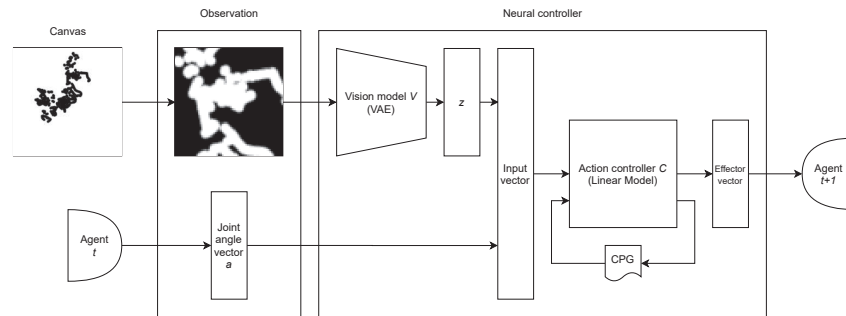 Observation
Neural controller
Canvas
Vision model V
(VAE)
z
Input
vector
Action controller C
(Linear Model)
Effector
vector
Agent
t+1
Agent
t
Joint
angle
vector
a
CPG